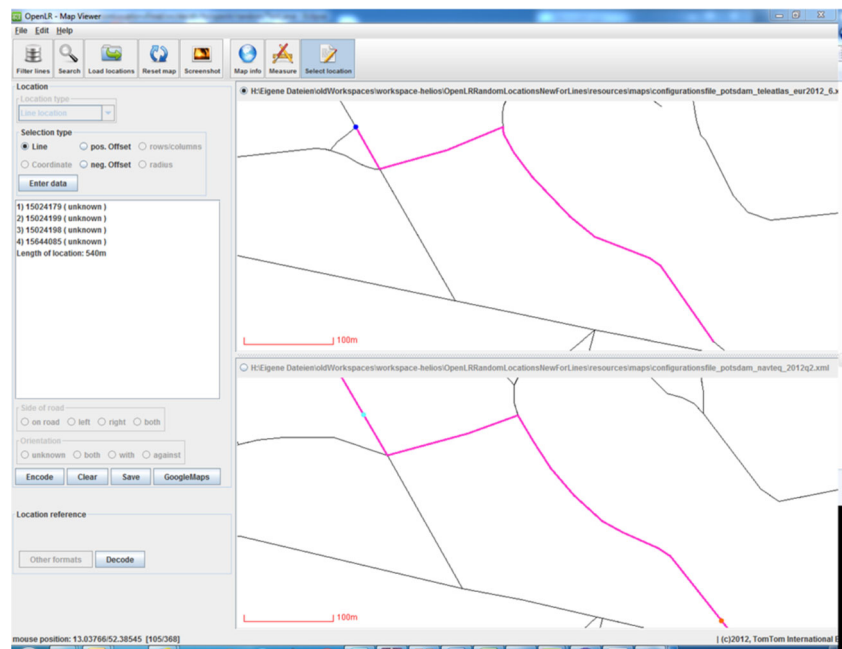 OpenLR - Map Viewer
File Edit Help
Filter lines Search Load locations Reset map Screenshot Map info Measure Select location
Location
Location type
Line location
Selection type
Line pos. Offset rows/columns
Coordinate neg. Offset radius
Enter data
1) 15024179 ( unknown )
2) 15024199 ( unknown )
3) 15024198 ( unknown )
4) 15644085 ( unknown )
Length of location: 540m
Side of road
on road left right both
Orientation
unknown both with against
Encode Clear Save GoogleMaps
Location reference
Other formats Decode
H:\Eigene Dateien\oldWorkspaces\workspace-helios\OpenLRRandomLocationsNewForLines\resources\maps\configurationsfile_potsdam_teleatlas_eur2012_6.x
100m
H:\Eigene Dateien\oldWorkspaces\workspace-helios\OpenLRRandomLocationsNewForLines\resources\maps\configurationsfile_potsdam_navteq_2012q2.xml
100m
mouse position: 13.03766/52.38545 [105/368]
| (c)2012, TomTom International